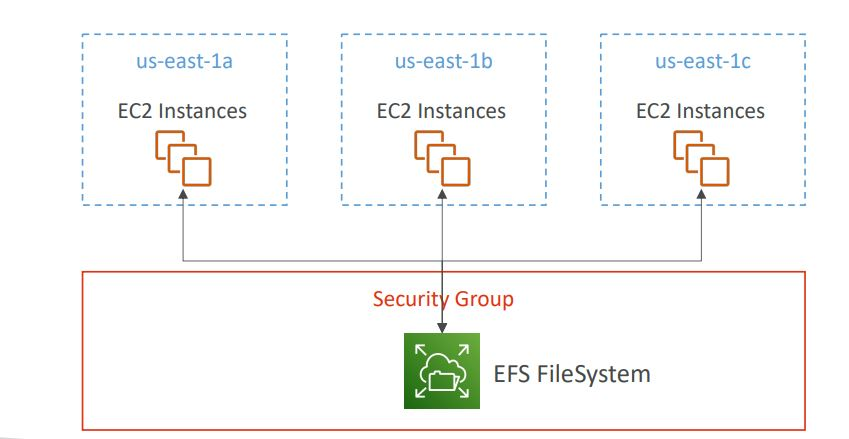 us-east-1a
us-east-1b
us-east-1c
EC2 Instances
EC2 Instances
EC2 Instances
Security Group
EFS FileSystem